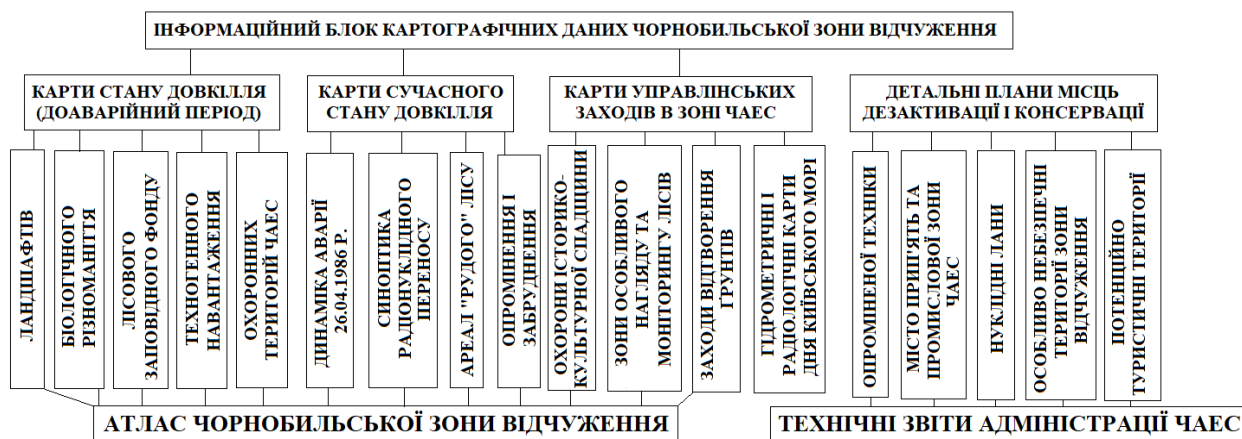 ІНФОРМАЦІЙНИЙ БЛОК КАРТОГРАФІЧНИХ ДАНИХ ЧОРНОБИЛЬСЬКОЇ ЗОНИ ВІДЧУЖЕННЯ
КАРТИ СТАНУ ДОВКІЛЛЯ
(ДОАВАРІЙНИЙ ПЕРІОД)
КАРТИ СУЧАСНОГО
СТАНУ ДОВКІЛЛЯ
КАРТИ УПРАВЛІНСЬКИХ
ЗАХОДІВ В ЗОНІ ЧАЕС
ДЕТАЛЬНІ ПЛАНИ МІСЦЬ
ДЕЗАКТИВАЦІЇ І КОНСЕРВАЦІЇ
ЛАНДШАФТІВ
БІОЛОГІЧНОГО
РІЗНОМАНІТТЯ
ЛІСОВОГО
ЗАПОВІДНОГО ФОНДУ
ТЕХНОГЕННОГО
НАВАНТАЖЕННЯ
ОХОРОННИХ
ТЕРИТОРІЙ ЧАЕС
ДИНАМІКА АВАРІЇ
26.04.1986 Р.
СИНОПТИКА
РАДІОНУКЛІДНОГО
ПЕРЕНОСУ
АРЕАЛ "РУДОГО" ЛІСУ
ОПРОМІНЕННЯ І
ЗАБРУДНЕННЯ
ОХОРОНИ ІСТОРИКО-
КУЛЬТУРНОЇ СПАДЩИНИ
ЗОНИ ОСОБЛИВОГО
НАГЛЯДУ ТА
МОНІТОРИНГУ ЛІСІВ
ЗАХОДИ ВІДТВОРЕННЯ
ҐРУНТІВ
ГІДРОМЕТРИЧНІ І
РАДІОЛОГІЧНІ КАРТИ
ДНЯ КИЇВСЬКОГО МОРІ
ОПРОМІНЕНОЇ ТЕХНІКИ
МІСТО ПРИП'ЯТЬ ТА
ПРОМИСЛОВОЇ ЗОНИ
ЧАЕС
НУКЛІДНІ ЛАНИ
ОСОБЛИВО НЕБЕЗПЕЧНІ
ТЕРИТОРІЇ ЗОНИ
ВІДЧУЖЕННЯ
ПОТЕНЦІЙНО
ТУРИСТИЧНІ ТЕРИТОРІЇ
АТЛАС ЧОРНОБИЛЬСЬКОЇ ЗОНИ ВІДЧУЖЕННЯ
ТЕХНІЧНІ ЗВІТИ АДМІНІСТРАЦІЇ ЧАЕС